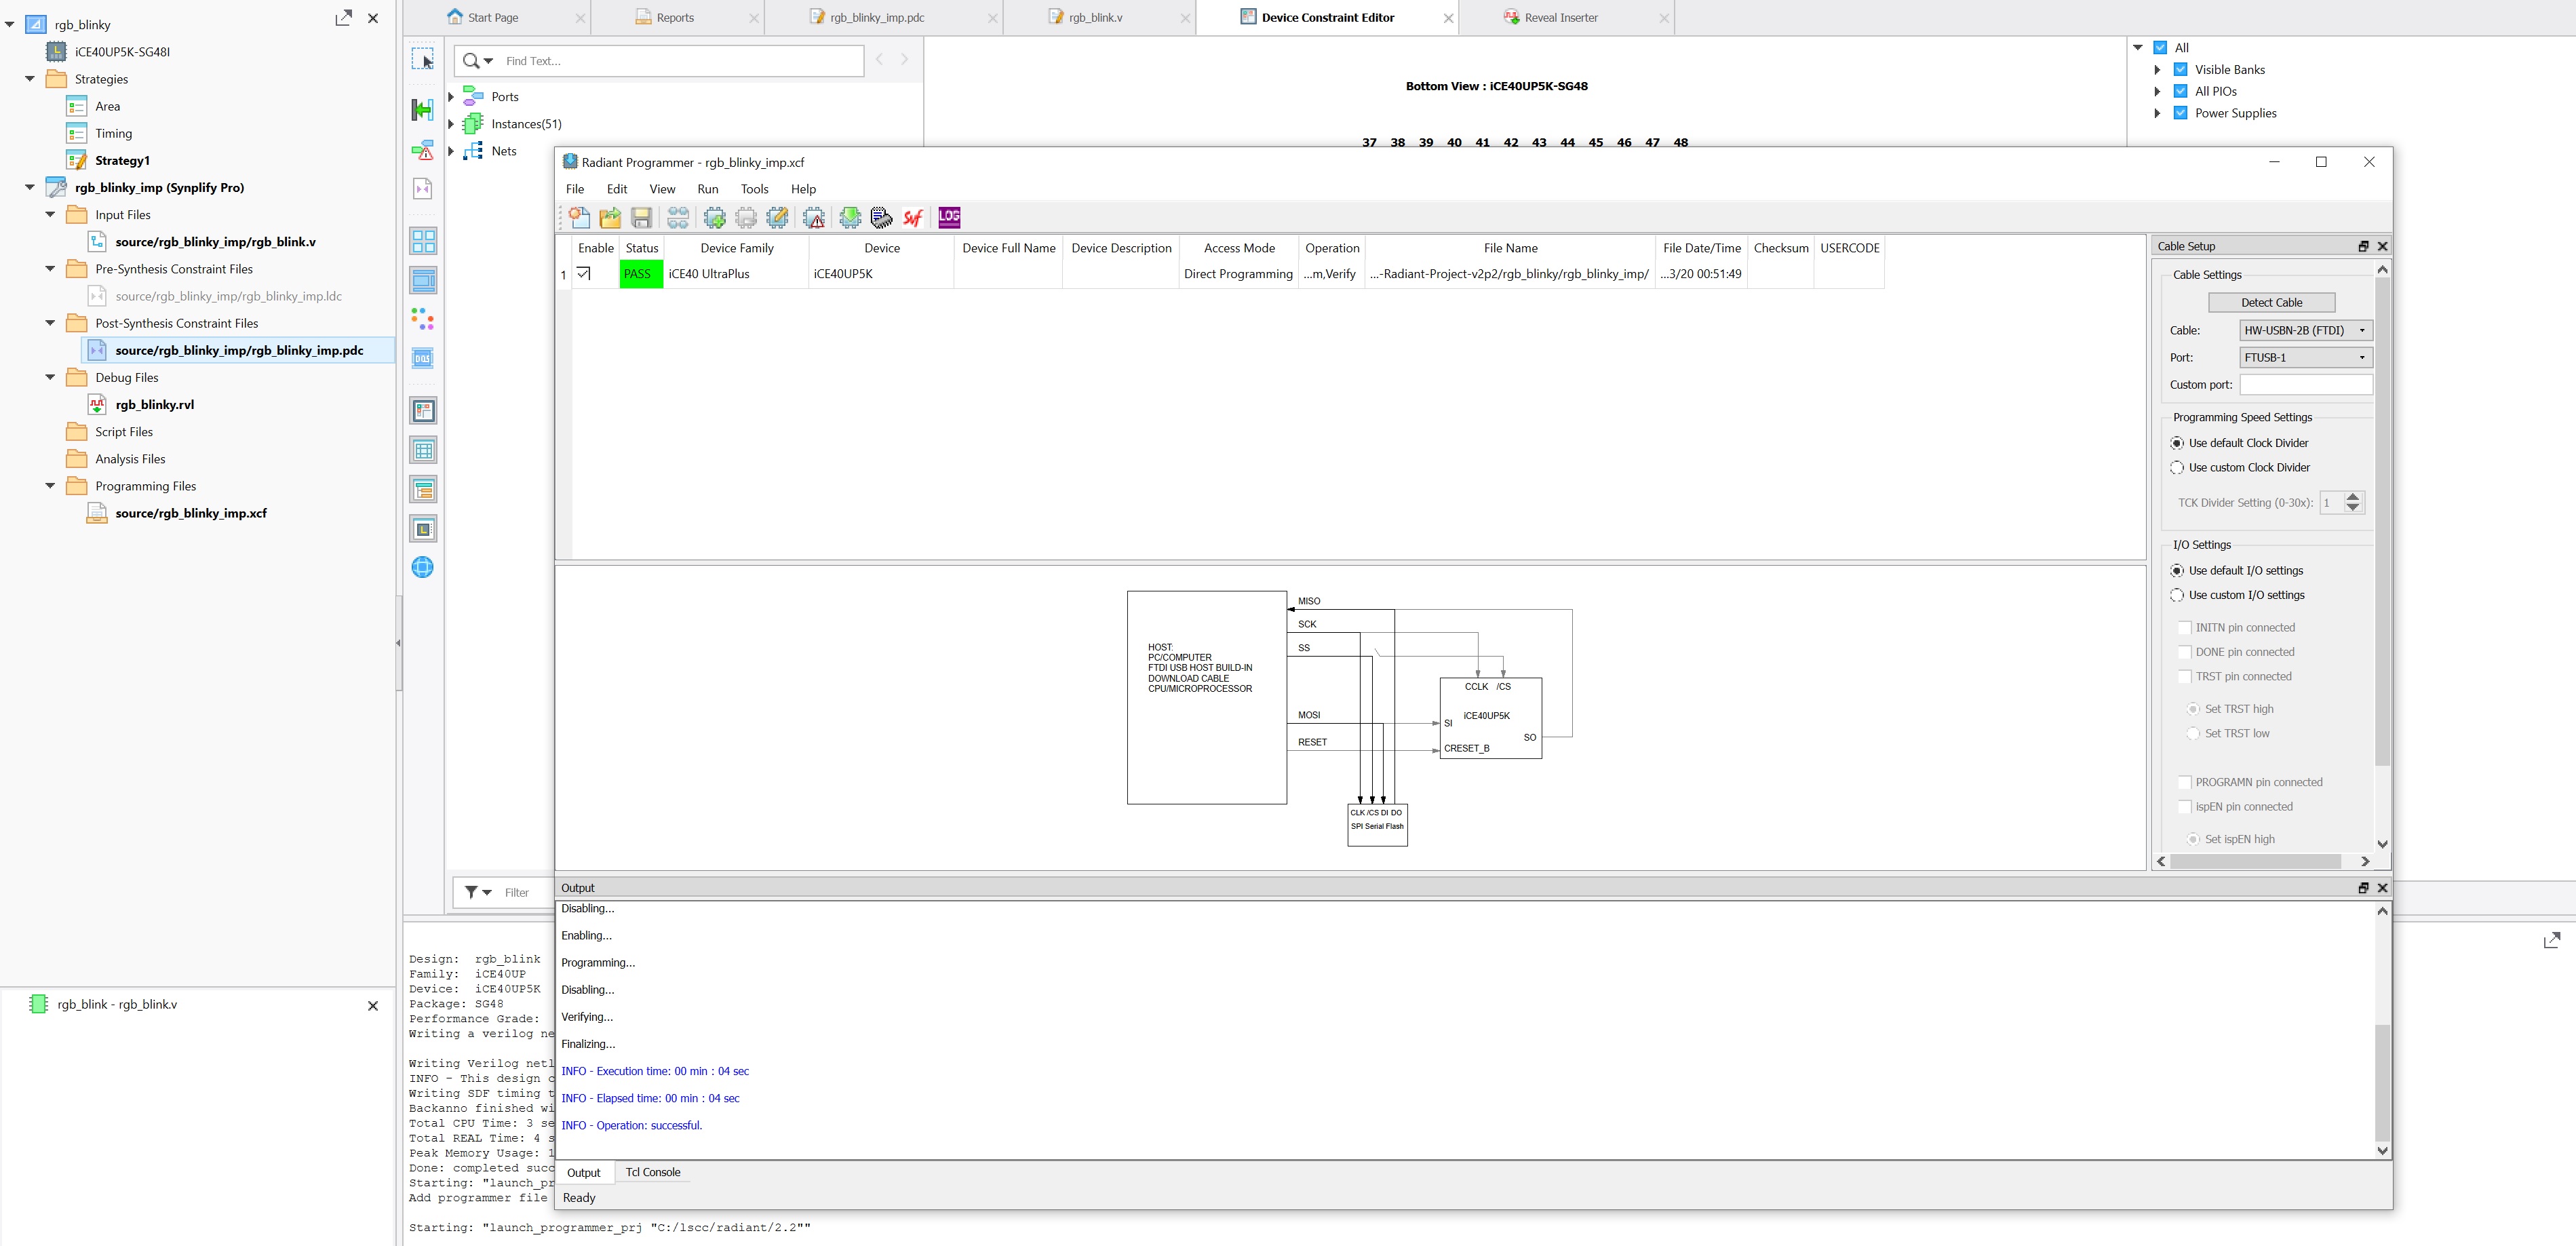 rgb_blinky
iCE40UP5K-SG48I
Strategies
Area
Timing
Strategy1
rgb_blinky_imp (Synplify Pro)
Input Files
source/rgb_blinky_imp/rgb_blink.v
Pre-Synthesis Constraint Files
source/rgb_blinky_imp/rgb_blinky_imp.ldc
Post-Synthesis Constraint Files
source/rgb_blinky_imp/rgb_blinky_imp.pdc
Debug Files
rgb_blinky.rvl
Script Files
Analysis Files
Programming Files
source/rgb_blinky_imp.xcf
rgb_blink - rgb_blink.v
Start Page
Reports
rgb_blinky_imp.pdc
rgb_blink.v
Device Constraint Editor
Reveal Inserter
Find Text...
Ports
Instances(51)
Nets
DQS
Filter
Bottom View : iCE40UP5K-SG48
37 38 39 40 41 42 43 44 45 46 47 48
All
Visible Banks
All PIOs
Power Supplies
Radiant Programmer - rgb_blinky_imp.xcf
File Edit View Run Tools Help
Svf LOG
Enable Status Device Family Device Device Full Name Device Description Access Mode Operation File Name File Date/Time Checksum USERCODE
1 PASS iCE40 UltraPlus iCE40UP5K Direct Programming ...m,Verify ...-Radiant-Project-v2p2/rgb_blinky/rgb_blinky_imp/ ...3/20 00:51:49
Cable Setup
Cable Settings
Detect Cable
Cable: HW-USBN-2B (FTDI)
Port: FTUSB-1
Custom port:
Programming Speed Settings
Use default Clock Divider
Use custom Clock Divider
TCK Divider Setting (0-30x): 1
I/O Settings
Use default I/O settings
Use custom I/O settings
INITN pin connected
DONE pin connected
TRST pin connected
Set TRST high
Set TRST low
PROGRAMN pin connected
ispEN pin connected
Set ispEN high
HOST:
PC/COMPUTER
FTDI USB HOST BUILD-IN
DOWNLOAD CABLE
CPU/MICROPROCESSOR
MISO
SCK
SS
MOSI
RESET
CCLK /CS
iCE40UP5K
SI
SO
CRESET_B
CLK /CS DI DO
SPI Serial Flash
Output
Disabling...
Enabling...
Programming...
Disabling...
Verifying...
Finalizing...
INFO - Execution time: 00 min : 04 sec
INFO - Elapsed time: 00 min : 04 sec
INFO - Operation: successful.
Output Tcl Console
Ready
Design: rgb_blink
Family: iCE40UP
Device: iCE40UP5K
Package: SG48
Performance Grade:
Writing a verilog ne
Writing Verilog netl
INFO - This design c
Writing SDF timing t
Backanno finished wi
Total CPU Time: 3 se
Total REAL Time: 4 s
Peak Memory Usage: 1
Done: completed succ
Starting: "launch_pr
Add programmer file
Starting: "launch_programmer_prj "C:/lscc/radiant/2.2""